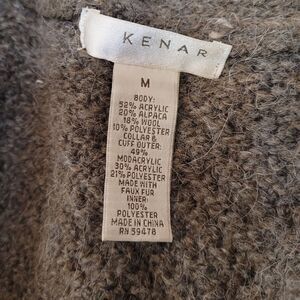 KENAR
M
BODY:
52% ACRYLIC
20% ALPACA
18% WOOL
10% POLYESTER
COLLAR &
CUFF OUTER:
49%
MODACRYLIC
30% ACRYLIC
21% POLYESTER
MADE WITH
FAUX FUR
INNER:
100%
POLYESTER
MADE IN CHINA
RN 59478